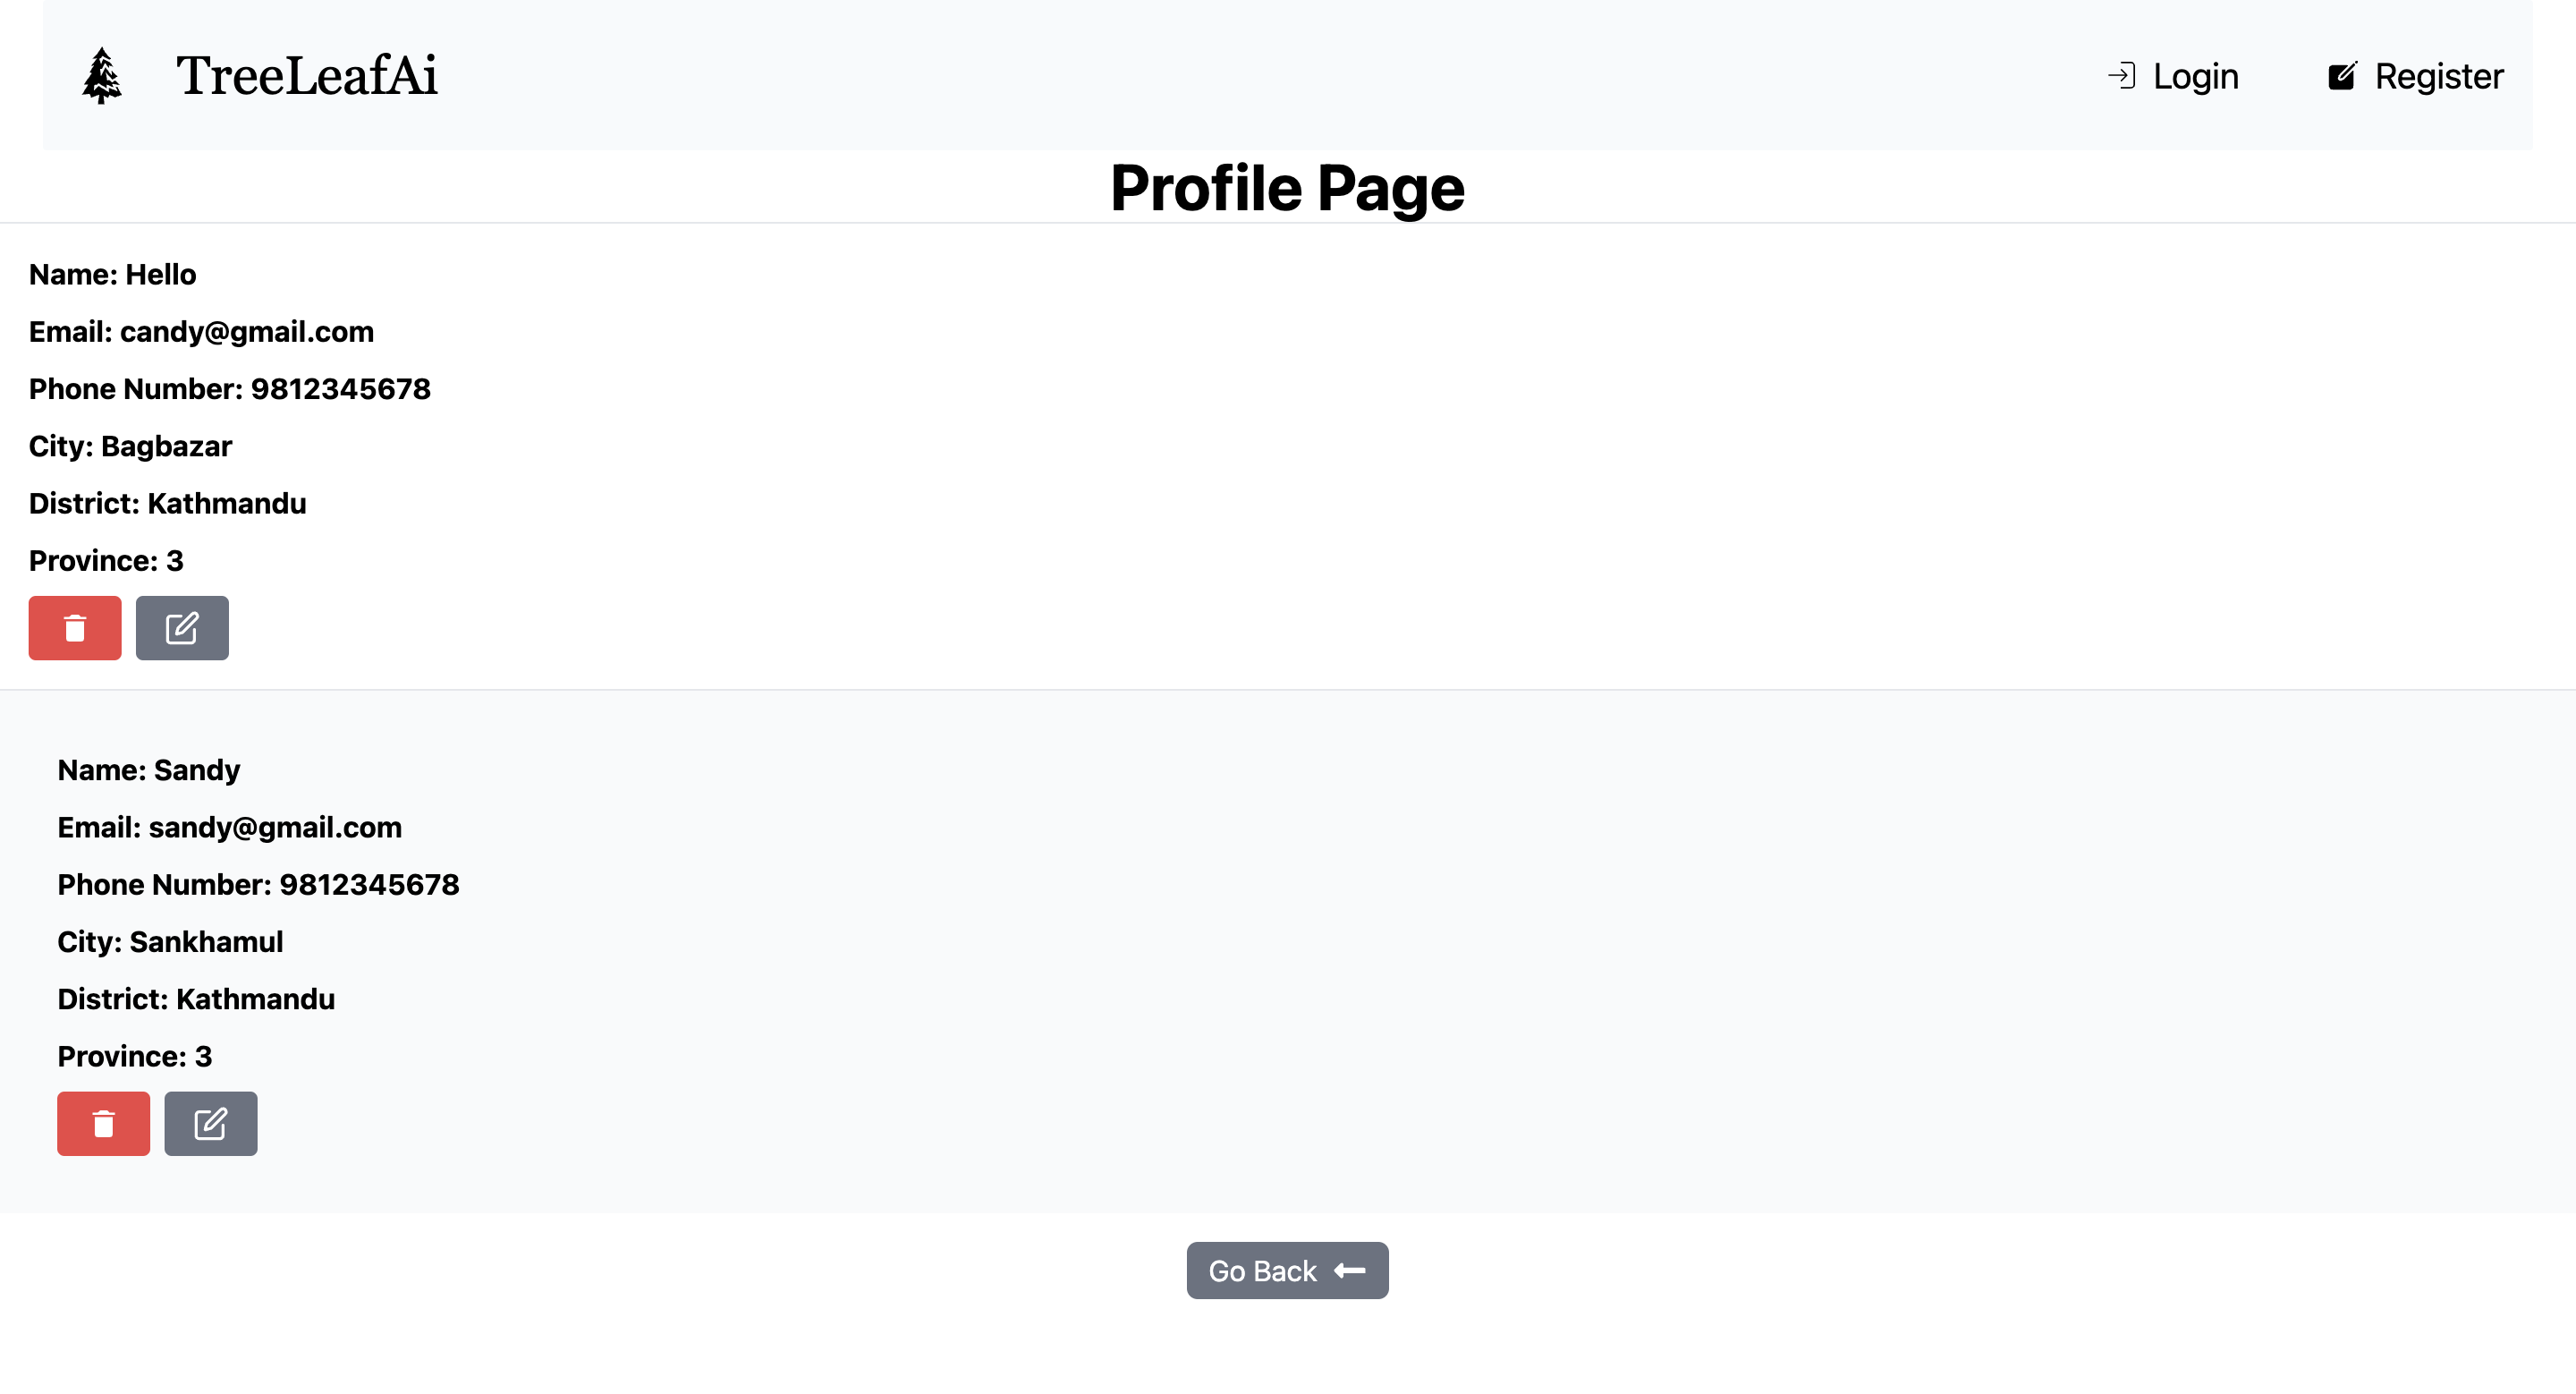 TreeLeafAi
Login
Register
Profile Page
Name: Hello
Email: candy@gmail.com
Phone Number: 9812345678
City: Bagbazar
District: Kathmandu
Province: 3
Name: Sandy
Email: sandy@gmail.com
Phone Number: 9812345678
City: Sankhamul
District: Kathmandu
Province: 3
Go Back